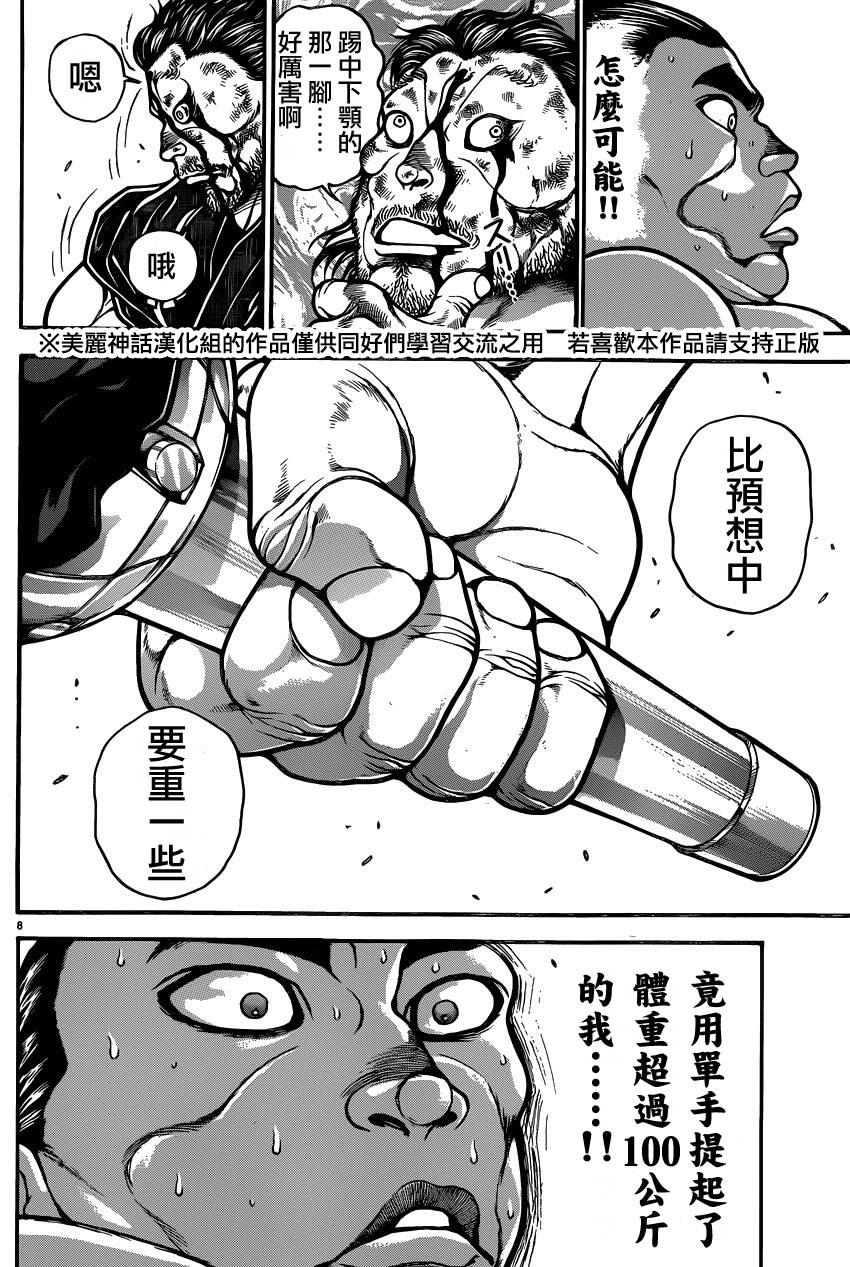 怎麼可能!!
踢中下顎的
那一腳……
好厲害啊
スリ…
嗯
哦
※美麗神話漢化組的作品僅供同好們學習交流之用　若喜歡本作品請支持正版
比預想中
要重一些
8
竟用單手提起了
體重超過100公斤
的我……!!